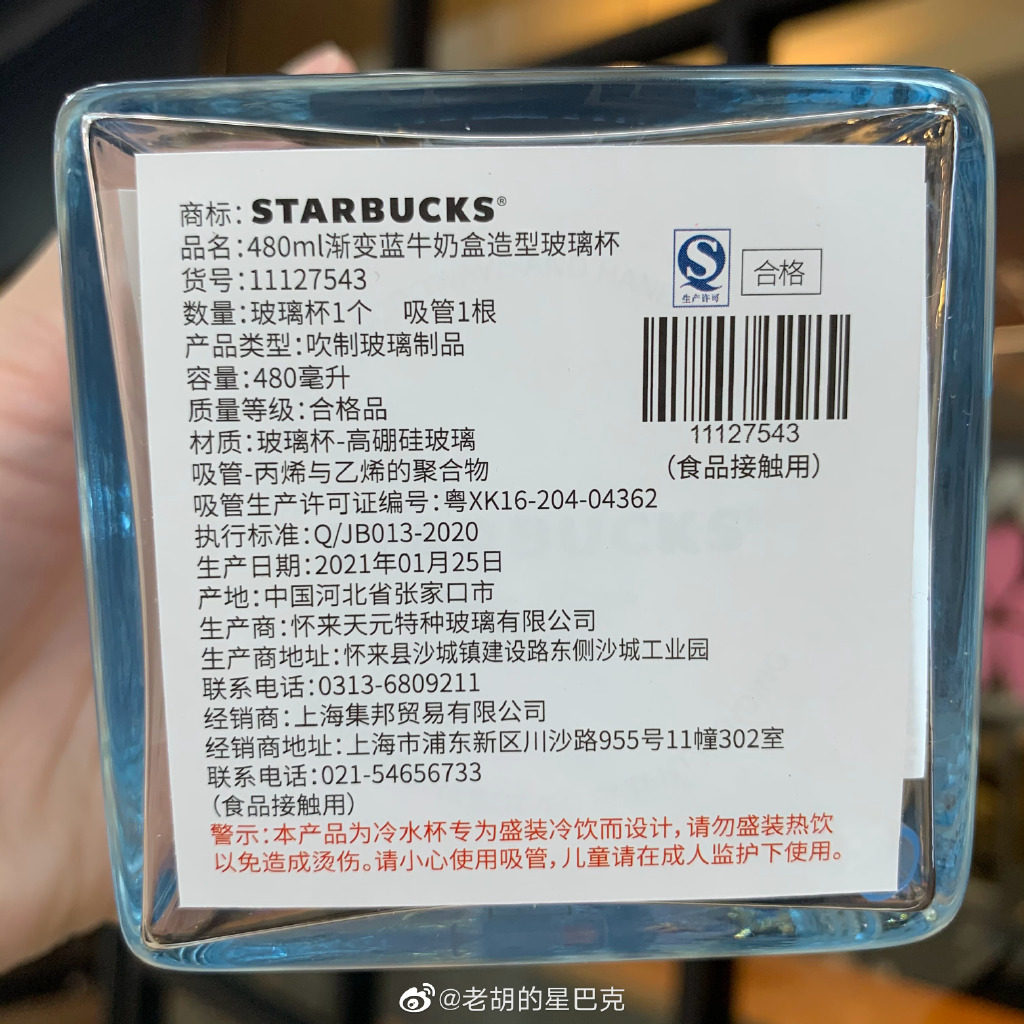 商标：STARBUCKS®
品名：480ml渐变蓝牛奶盒造型玻璃杯
货号：11127543
数量：玻璃杯1个 吸管1根
产品类型：吹制玻璃制品
容量：480毫升
质量等级：合格品
材质：玻璃杯-高硼硅玻璃
吸管-丙烯与乙烯的聚合物
吸管生产许可证编号：粤XK16-204-04362
执行标准：Q/JB013-2020
生产日期：2021年01月25日
产地：中国河北省张家口市
生产商：怀来天元特种玻璃有限公司
生产商地址：怀来县沙城镇建设路东侧沙城工业园
联系电话：0313-6809211
经销商：上海集邦贸易有限公司
经销商地址：上海市浦东新区川沙路955号11幢302室
联系电话：021-54656733
（食品接触用）
警示：本产品为冷水杯专为盛装冷饮而设计，请勿盛装热饮
以免造成烫伤。请小心使用吸管，儿童请在成人监护下使用。
S
生产许可
合格
11127543
（食品接触用）
@老胡的星巴克